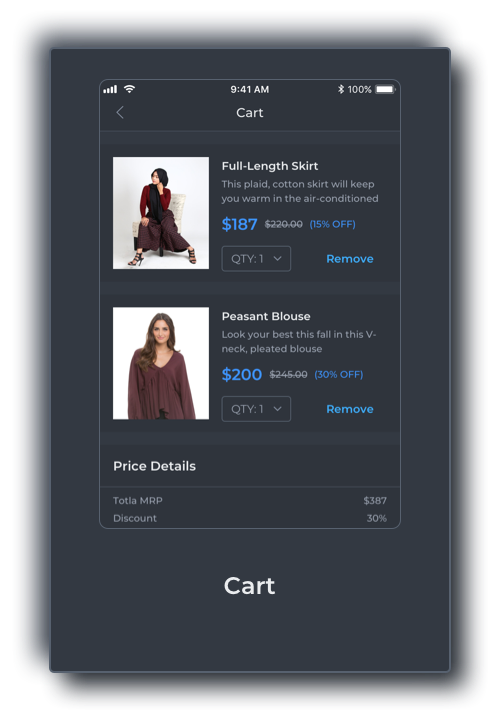 9:41 AM
100%
Cart
Full-Length Skirt
This plaid, cotton skirt will keep
you warm in the air-conditioned
$187 $220.00 (15% OFF)
QTY: 1 Remove
Peasant Blouse
Look your best this fall in this V-
neck, pleated blouse
$200 $245.00 (30% OFF)
QTY: 1 Remove
Price Details
Totla MRP $387
Discount 30%
Cart